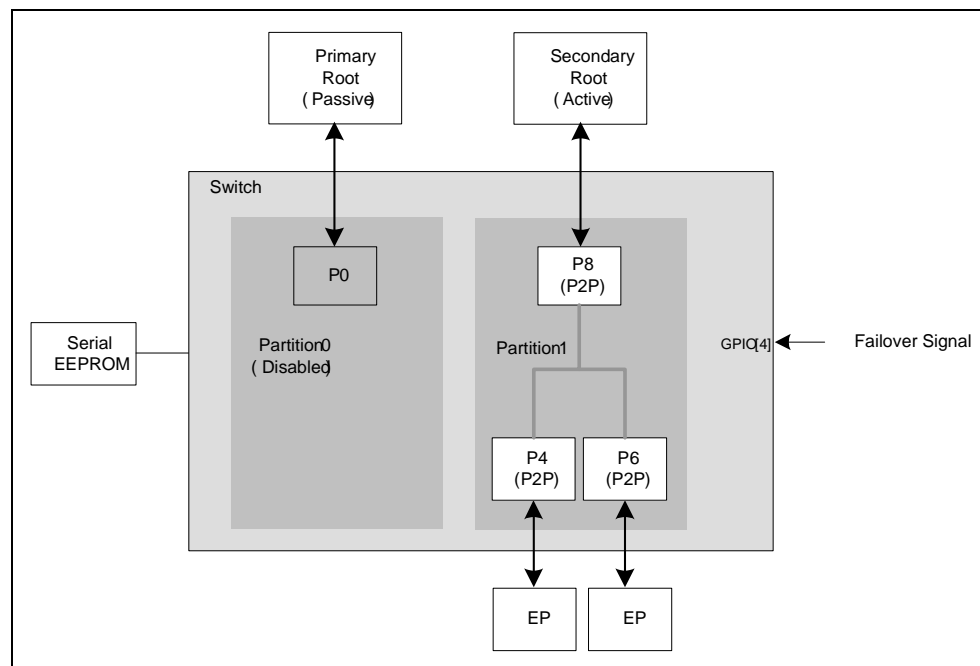 Primary
Root
( Passive)
Secondary
Root
( Active)
Switch
P0
P8
(P2P)
Serial
EEPROM
Partition0
( Disabled)
Partition1
GPIO[4]
Failover Signal
P4
(P2P)
P6
(P2P)
EP
EP